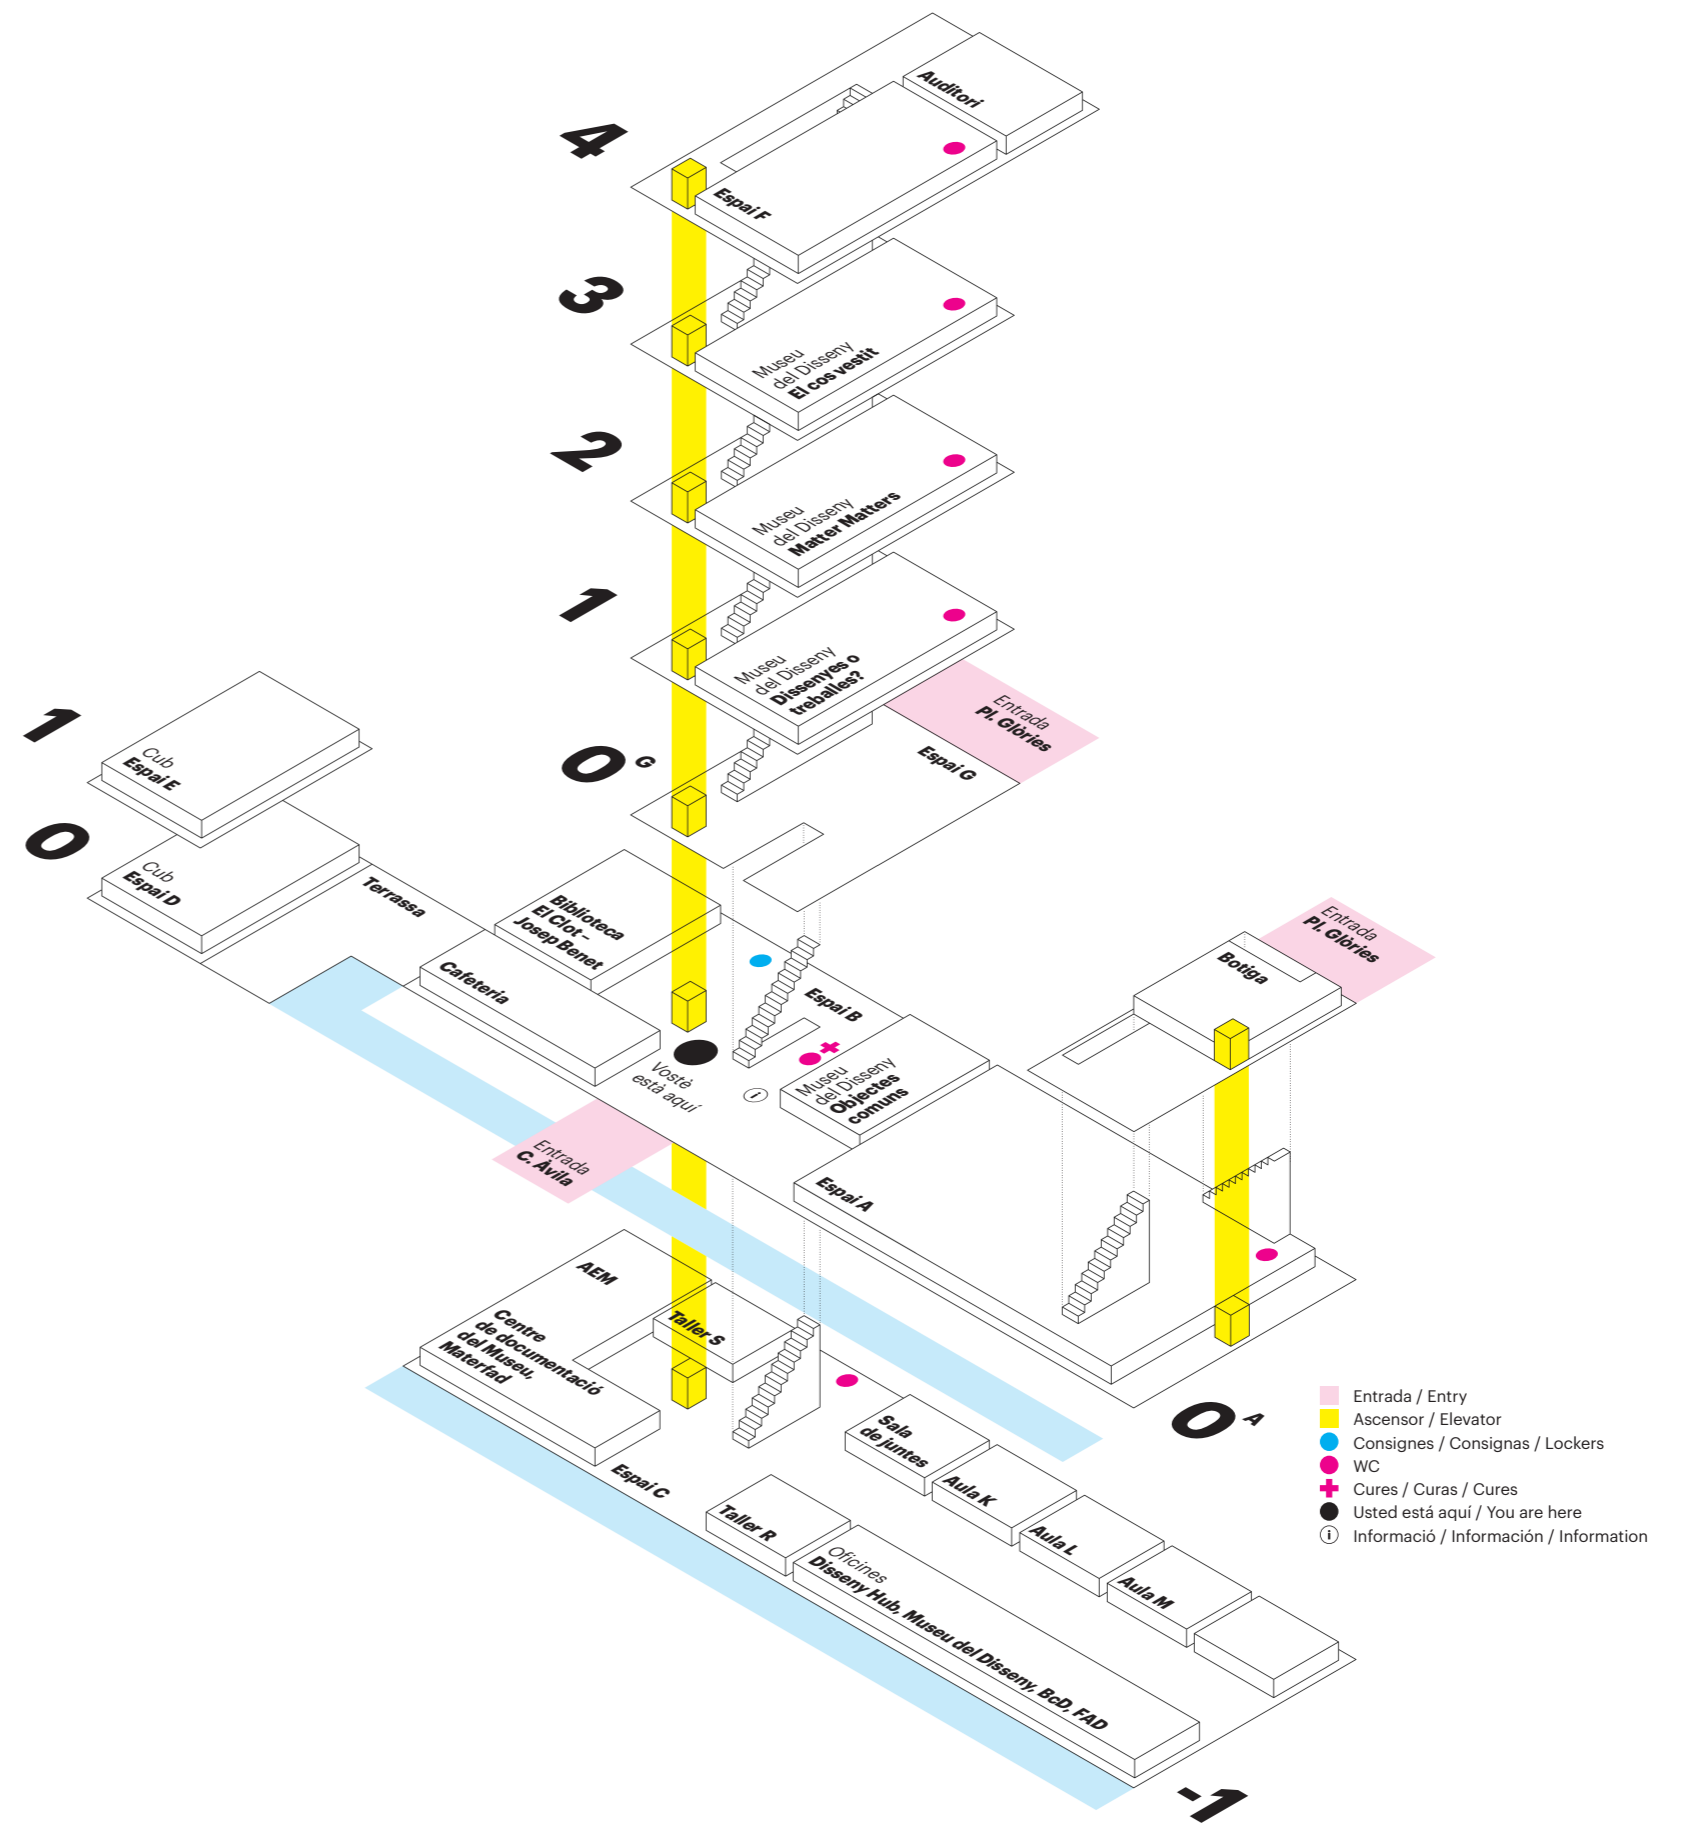 Auditori
4
Espai F
3
Museu
del Disseny
El cos vestit
2
Museu
del Disseny
Matter Matters
1
Museu
del Disseny
Dissenyes o
treballes?
Entrada
Pl. Glòries
Espai G
0 G
1
Cub
Espai E
0
Cub
Espai D
Terrassa
Biblioteca
El Clot –
Josep Benet
Cafeteria
Espai B
Entrada
Pl. Glòries
Botiga
Vostè
està aquí
i
Museu
del Disseny
Objectes
comuns
Entrada
C. Àvila
Espai A
0 A
AEM
Centre
de documentació
del Museu,
Materfad
Taller S
Espai C
Sala
de juntes
Aula K
Aula L
Aula M
Taller R
Oficines
Disseny Hub, Museu del Disseny, BcD, FAD
-1
Entrada / Entry
Ascensor / Elevator
Consignes / Consignas / Lockers
WC
Cures / Curas / Cures
Usted está aquí / You are here
i Informació / Información / Information